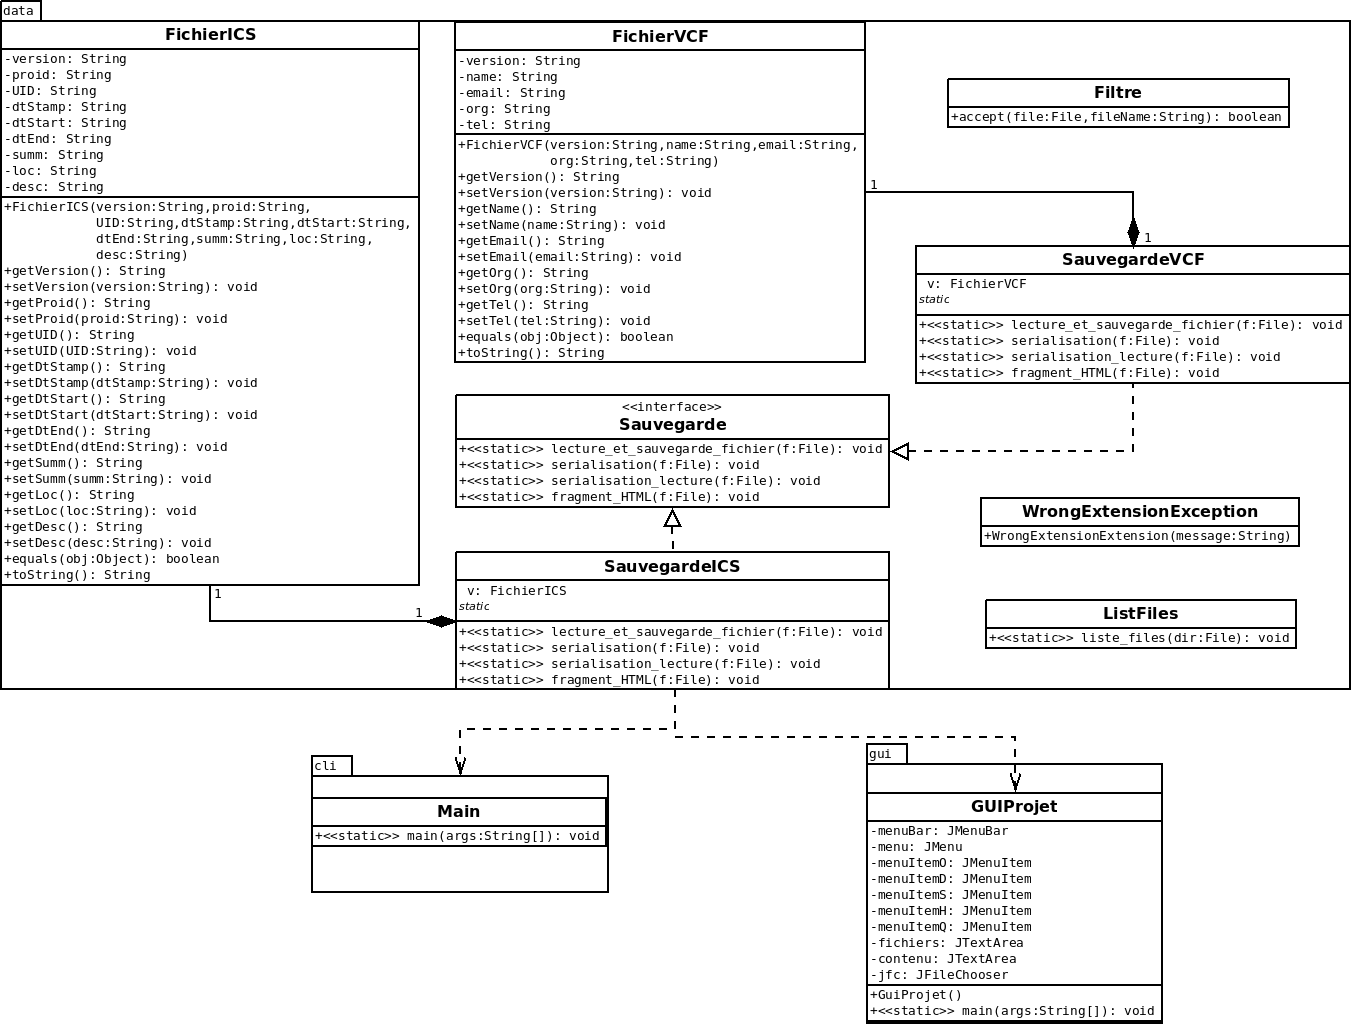 data
FichierICS
-version: String
-proid: String
-UID: String
-dtStamp: String
-dtStart: String
-dtEnd: String
-summ: String
-loc: String
-desc: String
+FichierICS(version:String,proid:String,
UID:String,dtStamp:String,dtStart:String,
dtEnd:String,summ:String,loc:String,
desc:String)
+getVersion(): String
+setVersion(version:String): void
+getProid(): String
+setProid(proid:String): void
+getUID(): String
+setUID(UID:String): void
+getDtStamp(): String
+setDtStamp(dtStamp:String): void
+getDtStart(): String
+setDtStart(dtStart:String): void
+getDtEnd(): String
+setDtEnd(dtEnd:String): void
+getSumm(): String
+setSumm(summ:String): void
+getLoc(): String
+setLoc(loc:String): void
+getDesc(): String
+setDesc(desc:String): void
+equals(obj:Object): boolean
+toString(): String
1
1
FichierVCF
-version: String
-name: String
-email: String
-org: String
-tel: String
+FichierVCF(version:String,name:String,email:String,
org:String,tel:String)
+getVersion(): String
+setVersion(version:String): void
+getName(): String
+setName(name:String): void
+getEmail(): String
+setEmail(email:String): void
+getOrg(): String
+setOrg(org:String): void
+getTel(): String
+setTel(tel:String): void
+equals(obj:Object): boolean
+toString(): String
1
1
Filtre
+accept(file:File,fileName:String): boolean
SauvegardeVCF
v: FichierVCF
static
+<<static>> lecture_et_sauvegarde_fichier(f:File): void
+<<static>> serialisation(f:File): void
+<<static>> serialisation_lecture(f:File): void
+<<static>> fragment_HTML(f:File): void
<<interface>>
Sauvegarde
+<<static>> lecture_et_sauvegarde_fichier(f:File): void
+<<static>> serialisation(f:File): void
+<<static>> serialisation_lecture(f:File): void
+<<static>> fragment_HTML(f:File): void
WrongExtensionException
+WrongExtensionExtension(message:String)
SauvegardeICS
v: FichierICS
static
+<<static>> lecture_et_sauvegarde_fichier(f:File): void
+<<static>> serialisation(f:File): void
+<<static>> serialisation_lecture(f:File): void
+<<static>> fragment_HTML(f:File): void
ListFiles
+<<static>> liste_files(dir:File): void
cli
Main
+<<static>> main(args:String[]): void
gui
GUIProjet
-menuBar: JMenuBar
-menu: JMenu
-menuItemO: JMenuItem
-menuItemD: JMenuItem
-menuItemS: JMenuItem
-menuItemH: JMenuItem
-menuItemQ: JMenuItem
-fichiers: JTextArea
-contenu: JTextArea
-jfc: JFileChooser
+GuiProjet()
+<<static>> main(args:String[]): void